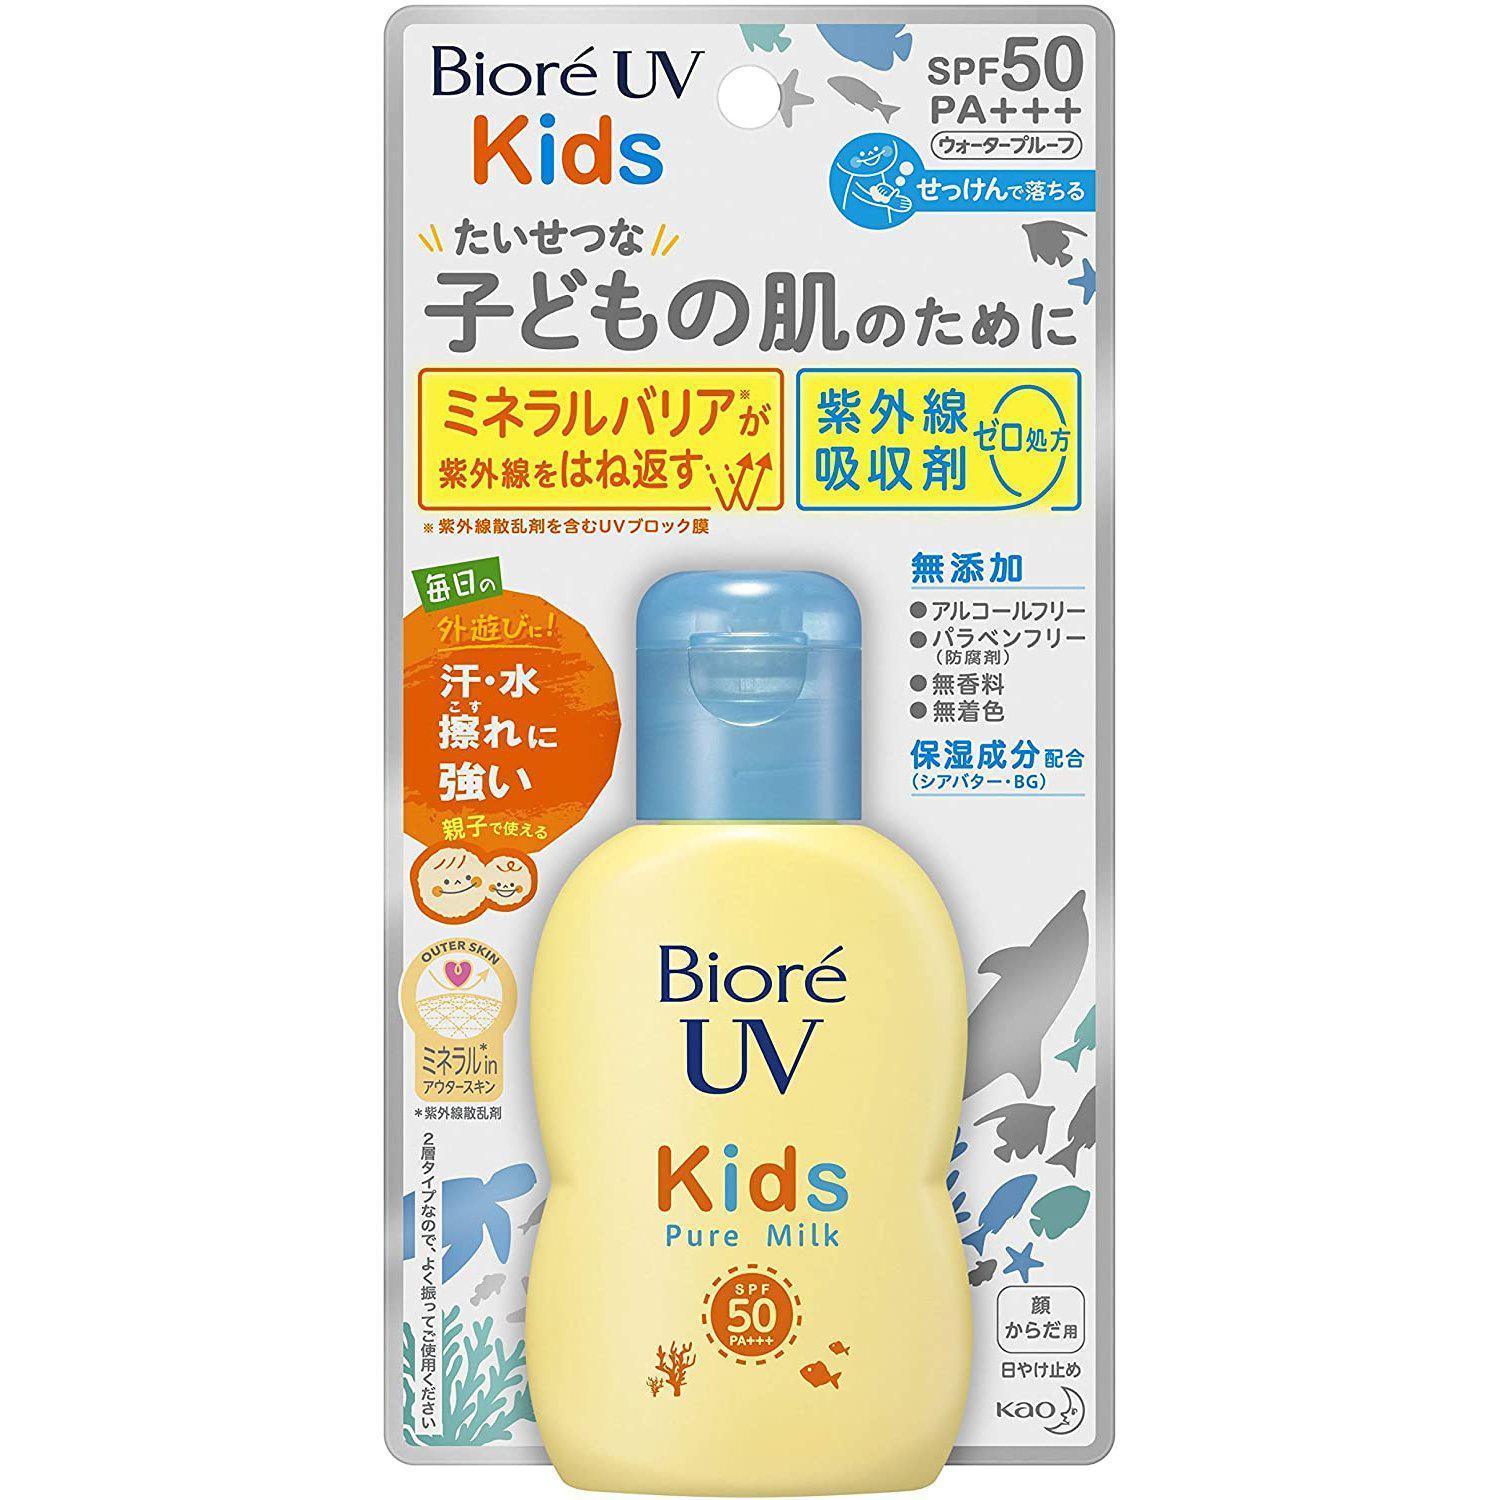 Bioré UV
Kids
SPF50
PA+++
ウォータープルーフ
せっけんで落ちる
たいせつな
子どもの肌のために
ミネラルバリア※が
紫外線をはね返す
※紫外線散乱剤を含むUVブロック膜
紫外線
吸収剤
ゼロ処方
毎日の
外遊びに!
汗・水
こす
擦れに
強い
親子で使える
無添加
●アルコールフリー
●パラベンフリー
(防腐剤)
●無香料
●無着色
保湿成分配合
(シアバター・BG)
OUTER SKIN
ミネラル*in
アウタースキン
*紫外線散乱剤
2層タイプなので、よく振ってご使用ください
Bioré
UV
Kids
Pure Milk
SPF
50
PA+++
顔
からだ用
日やけ止め
Kao